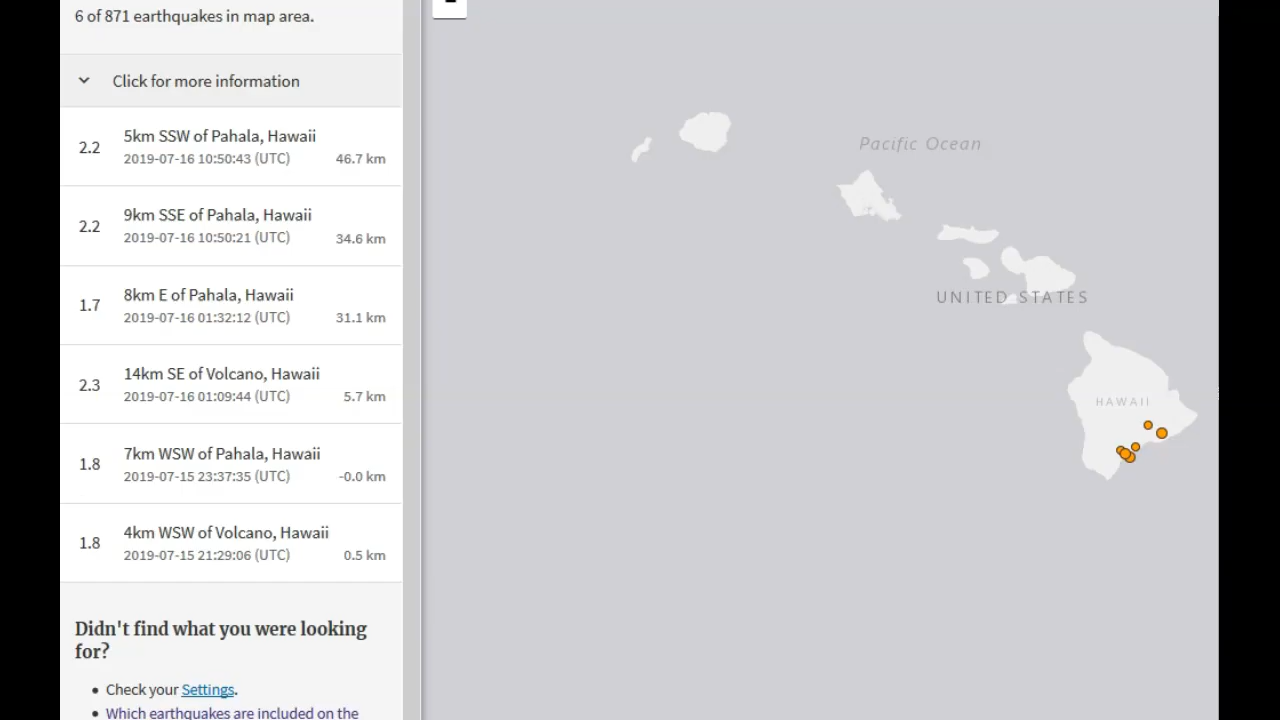 6 of 871 earthquakes in map area.
Click for more information
2.2
5km SSW of Pahala, Hawaii
2019-07-16 10:50:43 (UTC)
46.7 km
2.2
9km SSE of Pahala, Hawaii
2019-07-16 10:50:21 (UTC)
34.6 km
1.7
8km E of Pahala, Hawaii
2019-07-16 01:32:12 (UTC)
31.1 km
2.3
14km SE of Volcano, Hawaii
2019-07-16 01:09:44 (UTC)
5.7 km
1.8
7km WSW of Pahala, Hawaii
2019-07-15 23:37:35 (UTC)
-0.0 km
1.8
4km WSW of Volcano, Hawaii
2019-07-15 21:29:06 (UTC)
0.5 km
Didn't find what you were looking
for?
• Check your Settings.
• Which earthquakes are included on the
Pacific Ocean
UNITED STATES
HAWAII